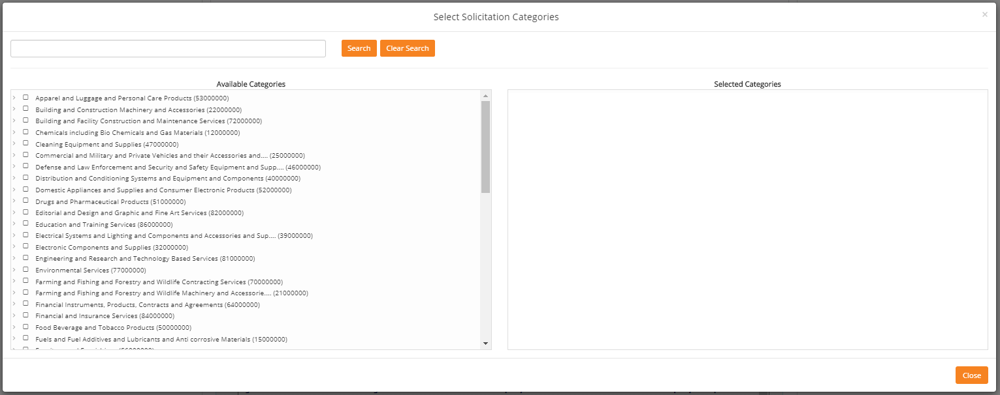 Select Solicitation Categories
×
Search
Clear Search
Available Categories
Selected Categories
Apparel and Luggage and Personal Care Products (53000000)
Building and Construction Machinery and Accessories (22000000)
Building and Facility Construction and Maintenance Services (72000000)
Chemicals including Bio Chemicals and Gas Materials (12000000)
Cleaning Equipment and Supplies (47000000)
Commercial and Military and Private Vehicles and their Accessories and.... (25000000)
Defense and Law Enforcement and Security and Safety Equipment and Supp.... (46000000)
Distribution and Conditioning Systems and Equipment and Components (40000000)
Domestic Appliances and Supplies and Consumer Electronic Products (52000000)
Drugs and Pharmaceutical Products (51000000)
Editorial and Design and Graphic and Fine Art Services (82000000)
Education and Training Services (86000000)
Electrical Systems and Lighting and Components and Accessories and Sup.... (39000000)
Electronic Components and Supplies (32000000)
Engineering and Research and Technology Based Services (81000000)
Environmental Services (77000000)
Farming and Fishing and Forestry and Wildlife Contracting Services (70000000)
Farming and Fishing and Forestry and Wildlife Machinery and Accessorie.... (21000000)
Financial Instruments, Products, Contracts and Agreements (64000000)
Financial and Insurance Services (84000000)
Food Beverage and Tobacco Products (50000000)
Fuels and Fuel Additives and Lubricants and Anti corrosive Materials (15000000)
Close